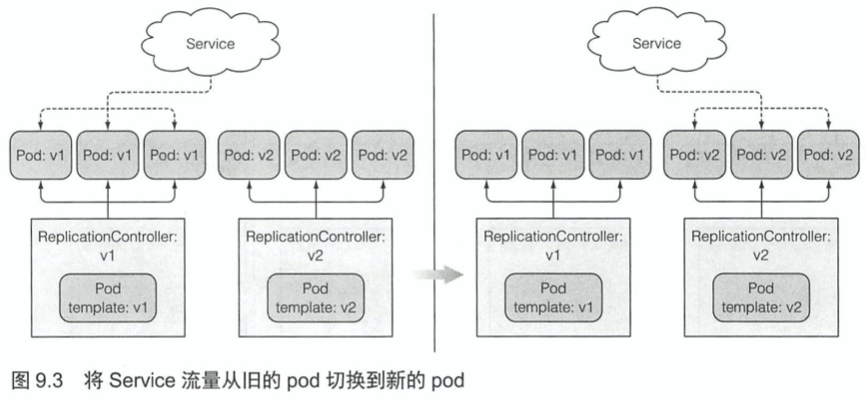 Service
Service
Pod: v1 Pod: v1 Pod: v1 Pod: v2 Pod: v2 Pod: v2
Pod: v1 Pod: v1 Pod: v1 Pod: v2 Pod: v2 Pod: v2
ReplicationController:
v1
Pod
template: v1
ReplicationController:
v2
Pod
template: v2
ReplicationController:
v1
Pod
template: v1
ReplicationController:
v2
Pod
template: v2
图 9.3 将 Service 流量从旧的 pod 切换到新的 pod